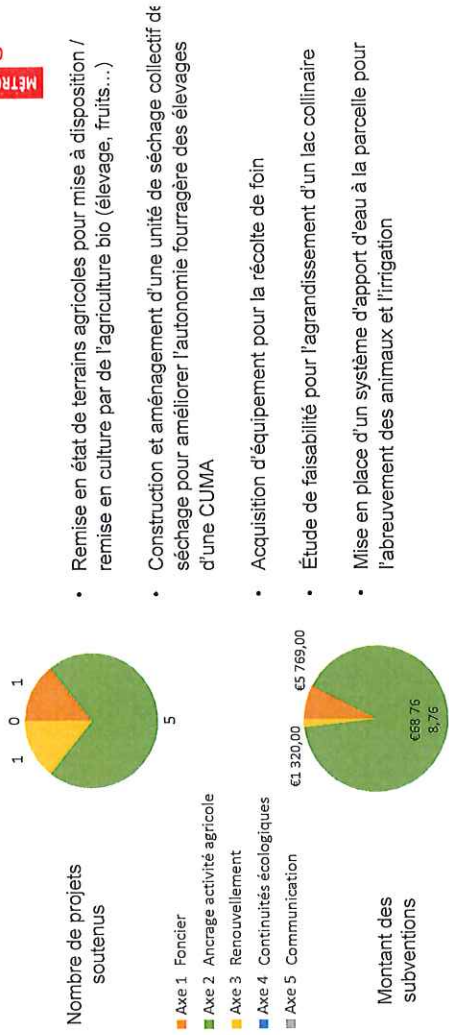 MÉTRO
Nombre de projets
soutenus
1
0
1
5
Axe 1 Foncier
Axe 2 Ancrage activité agricole
Axe 3 Renouvellement
Axe 4 Continuités écologiques
Axe 5 Communication
Montant des
subventions
€1 320,00
€5 769,00
€68 76
8,76
• Remise en état de terrains agricoles pour mise à disposition /
remise en culture par de l'agriculture bio (élevage, fruits…)
• Construction et aménagement d'une unité de séchage collectif de
séchage pour améliorer l'autonomie fourragère des élevages
d'une CUMA
• Acquisition d'équipement pour la récolte de foin
• Étude de faisabilité pour l'agrandissement d'un lac collinaire
• Mise en place d'un système d'apport d'eau à la parcelle pour
l'abreuvement des animaux et l'irrigation